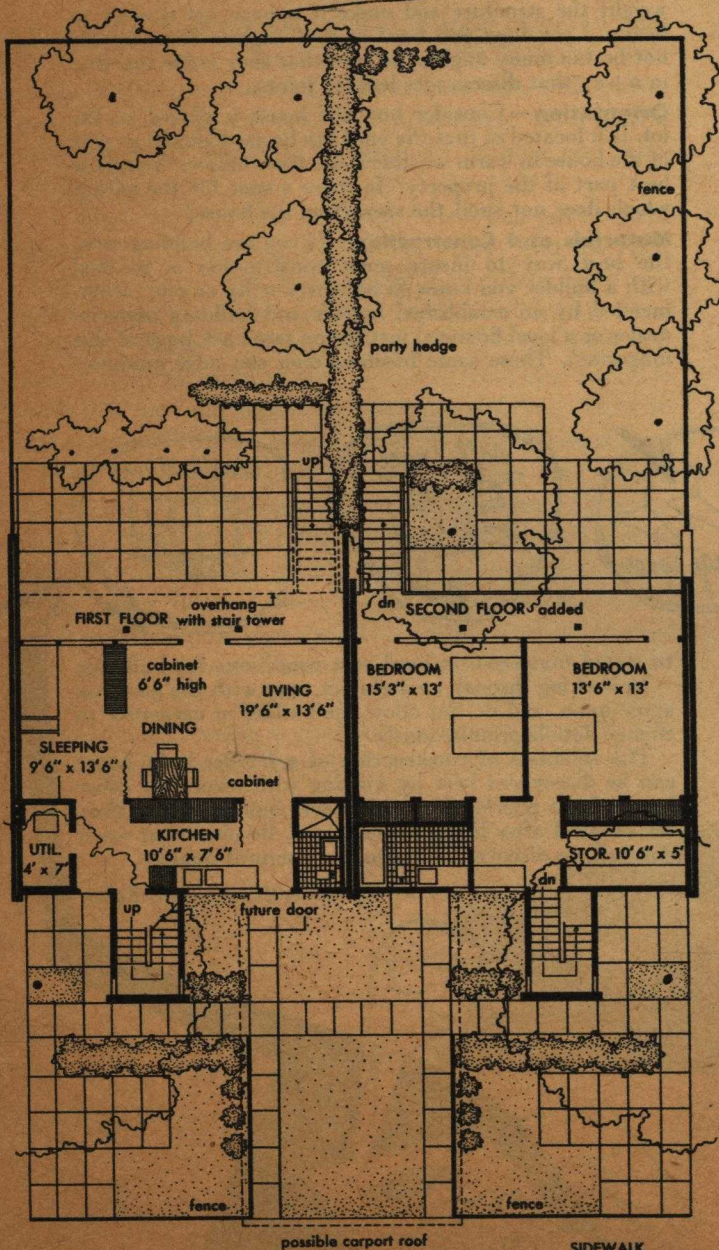 fence
party hedge
up
overhang
with stair tower
FIRST FLOOR
dn
SECOND FLOOR added
cabinet
6'6" high
LIVING
19'6" x 13'6"
BEDROOM
15'3" x 13'
BEDROOM
13'6" x 13'
DINING
SLEEPING
9'6" x 13'6"
cabinet
UTIL.
4' x 7'
KITCHEN
10'6" x 7'6"
STOR. 10'6" x 5'
up
future door
dn
fence
fence
possible carport roof
SIDEWALK